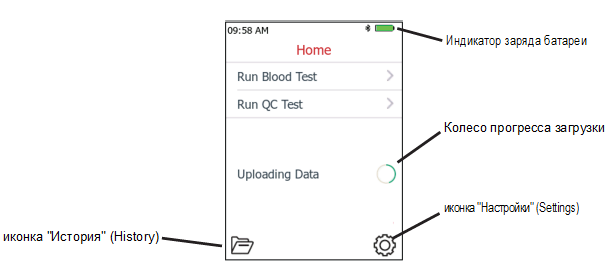 09:58 AM
Индикатор заряда батареи
Home
Run Blood Test
Run QC Test
Колесо прогресса загрузки
Uploading Data
иконка "Настройки" (Settings)
иконка "История" (History)